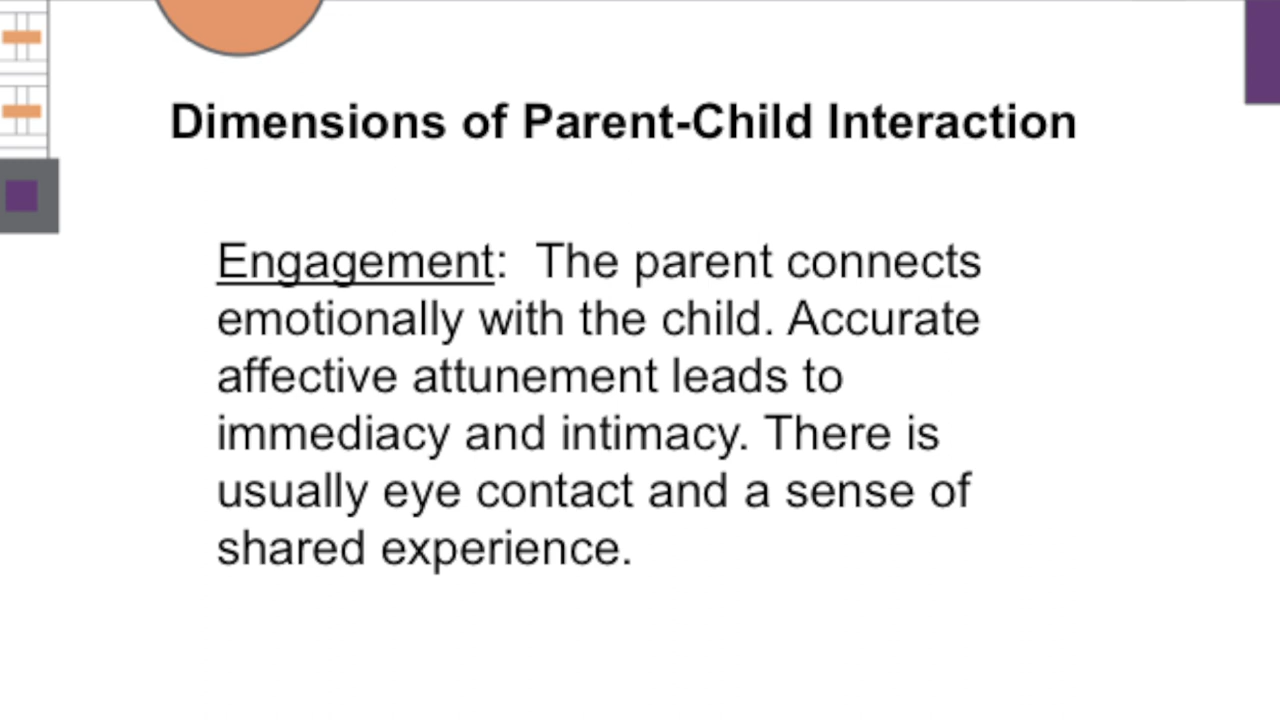 Dimensions of Parent-Child Interaction
Engagement:  The parent connects
emotionally with the child. Accurate
affective attunement leads to
immediacy and intimacy. There is
usually eye contact and a sense of
shared experience.